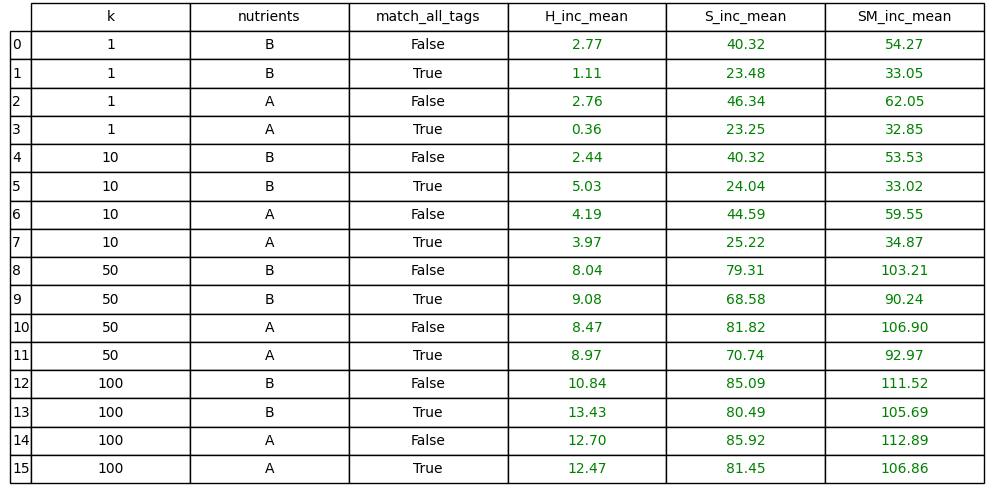 k nutrients match_all_tags H_inc_mean S_inc_mean SM_inc_mean
0 1 B False 2.77 40.32 54.27
1 1 B True 1.11 23.48 33.05
2 1 A False 2.76 46.34 62.05
3 1 A True 0.36 23.25 32.85
4 10 B False 2.44 40.32 53.53
5 10 B True 5.03 24.04 33.02
6 10 A False 4.19 44.59 59.55
7 10 A True 3.97 25.22 34.87
8 50 B False 8.04 79.31 103.21
9 50 B True 9.08 68.58 90.24
10 50 A False 8.47 81.82 106.90
11 50 A True 8.97 70.74 92.97
12 100 B False 10.84 85.09 111.52
13 100 B True 13.43 80.49 105.69
14 100 A False 12.70 85.92 112.89
15 100 A True 12.47 81.45 106.86